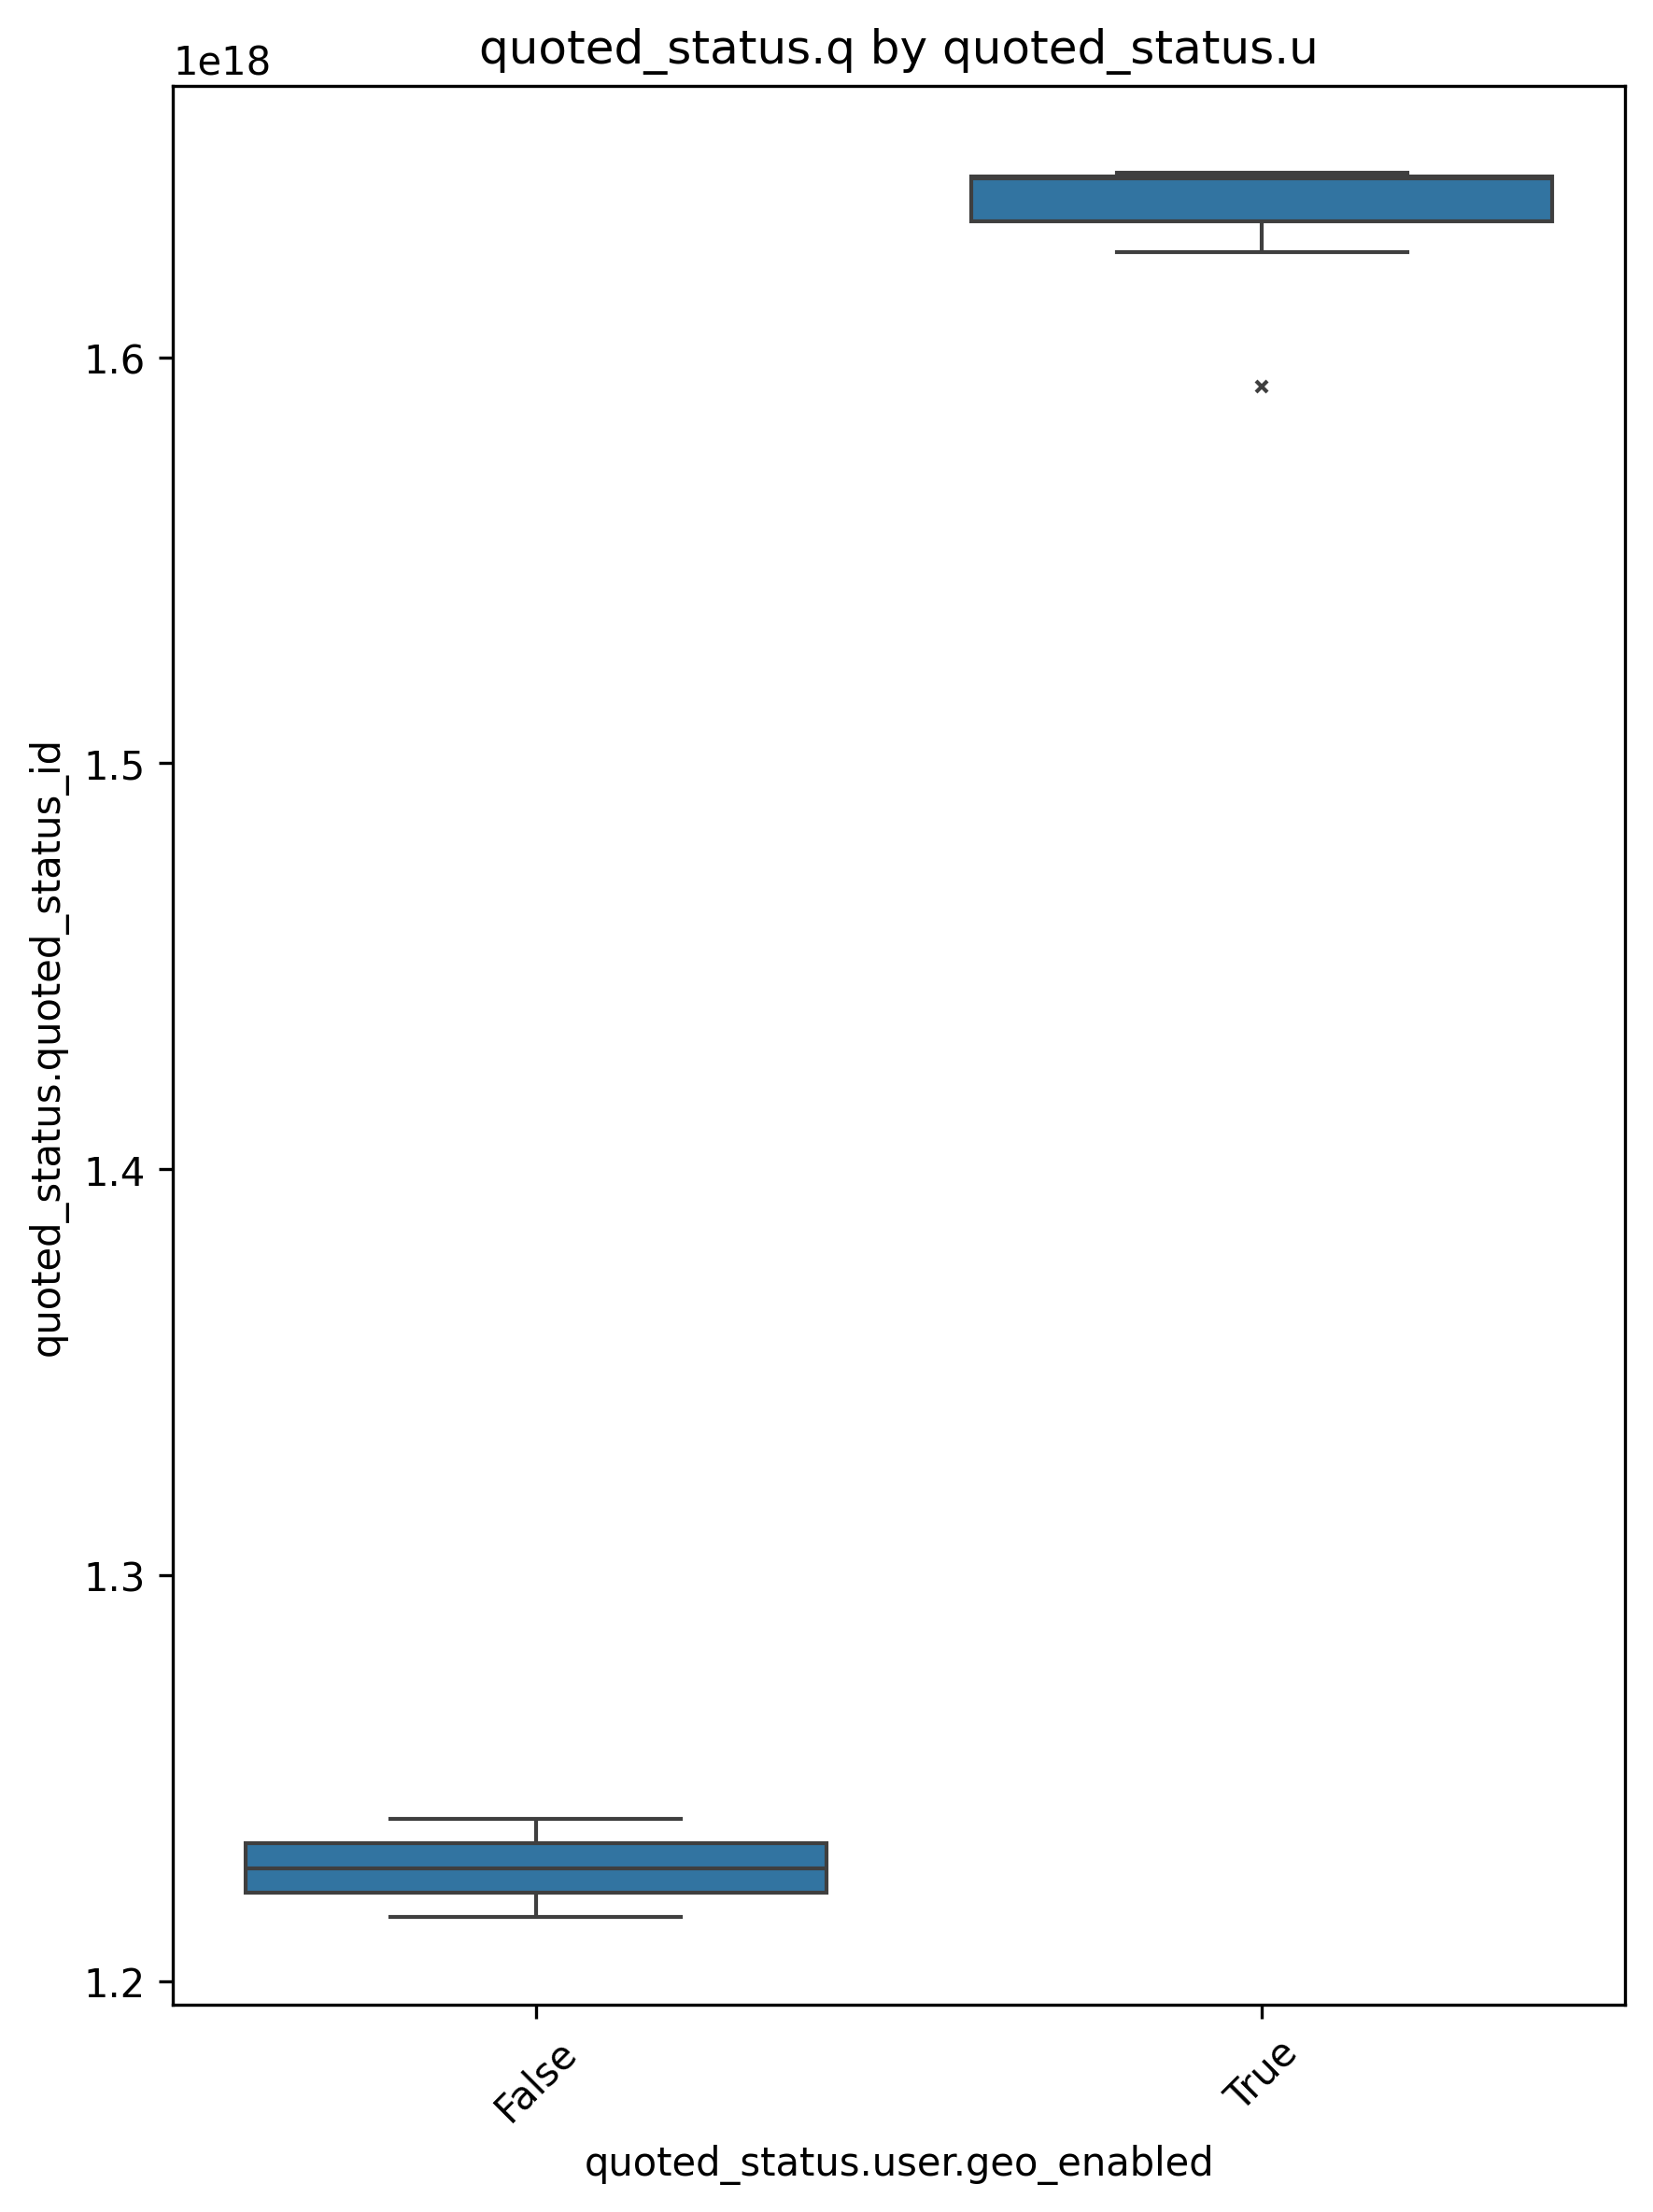 quoted_status.q by quoted_status.u
1e18
1.6
1.5
1.4
1.3
1.2
quoted_status.quoted_status_id
False
True
quoted_status.user.geo_enabled